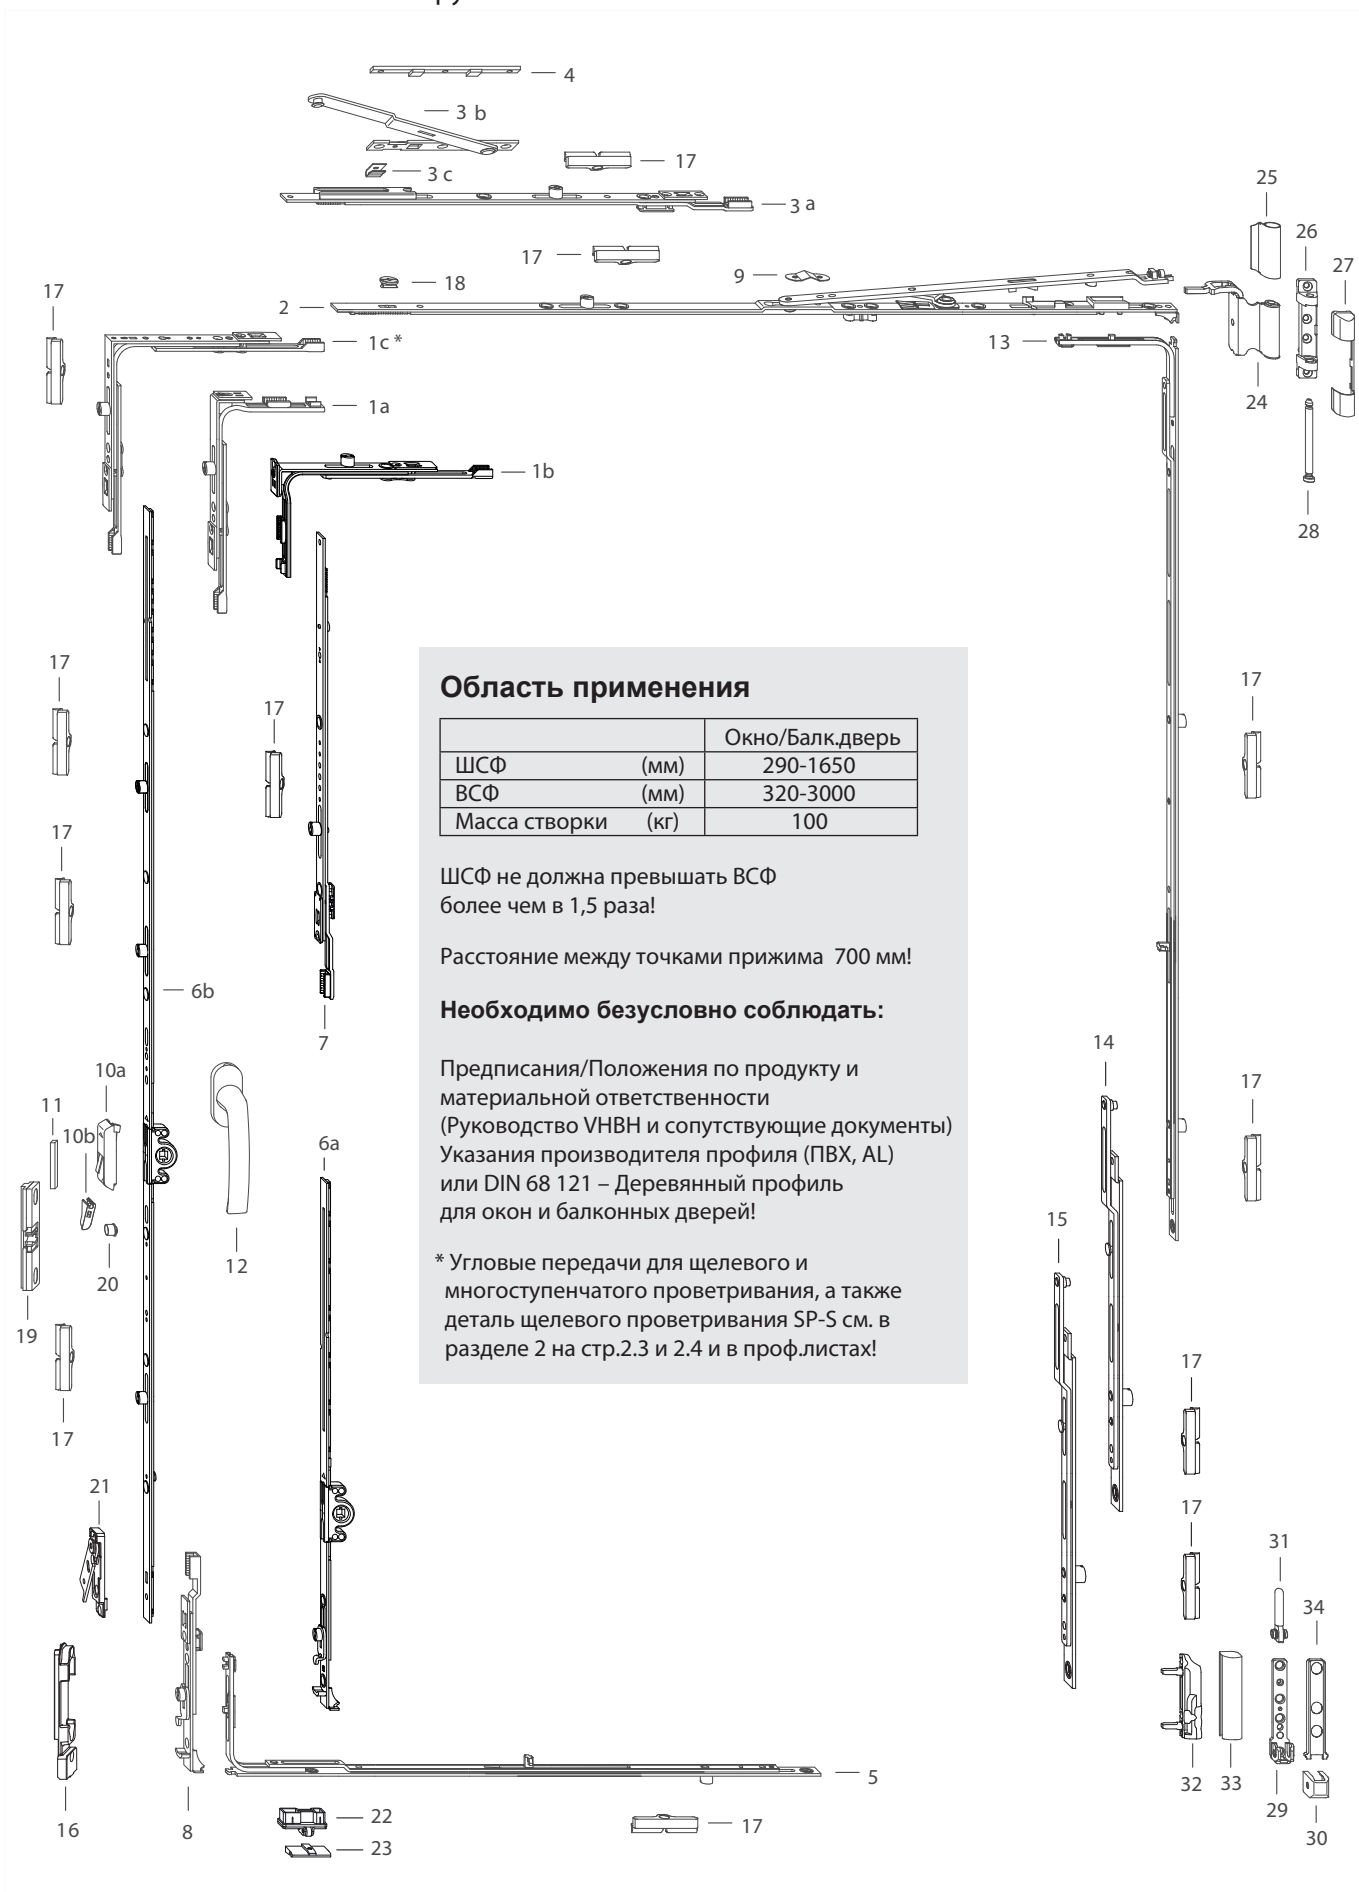 4
3 b
17
3 c
3 a
25
26
17
9
27
18
17
2
1c *
13
1a
24
1b
28
17
17
17
Область применения
Окно/Балк.дверь
ШСФ (мм) 290-1650
ВСФ (мм) 320-3000
Масса створки (кг) 100
17
ШСФ не должна превышать ВСФ
более чем в 1,5 раза!
Расстояние между точками прижима 700 мм!
6b
Необходимо безусловно соблюдать:
7
14
Предписания/Положения по продукту и
материальной ответственности
(Руководство VHBH и сопутствующие документы)
Указания производителя профиля (ПВХ, AL)
или DIN 68 121 – Деревянный профиль
для окон и балконных дверей!
10a
17
11
10b
6a
15
12
20
19
* Угловые передачи для щелевого и
многоступенчатого проветривания, а также
деталь щелевого проветривания SP-S см. в
разделе 2 на стр.2.3 и 2.4 и в проф.листах!
17
17
21
17
31
34
5
32
33
29
22
17
16
8
30
23